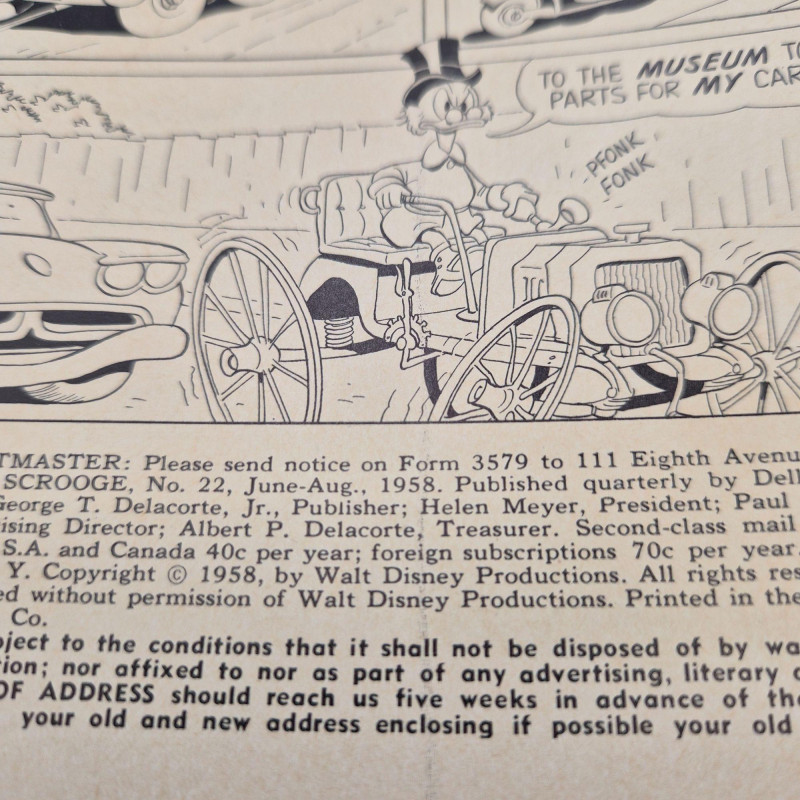 TO THE MUSEUM TO
PARTS FOR MY CAR
PFONK
FONK
TMASTER: Please send notice on Form 3579 to 111 Eighth Avenu
SCROOGE, No. 22, June-Aug., 1958. Published quarterly by Dell
George T. Delacorte, Jr., Publisher; Helen Meyer, President; Paul
ising Director; Albert P. Delacorte, Treasurer. Second-class mail
S.A. and Canada 40c per year; foreign subscriptions 70c per year.
Y. Copyright © 1958, by Walt Disney Productions. All rights res
ed without permission of Walt Disney Productions. Printed in the
Co.
bject to the conditions that it shall not be disposed of by wa
tion; nor affixed to nor as part of any advertising, literary o
OF ADDRESS should reach us five weeks in advance of the
your old and new address enclosing if possible your old